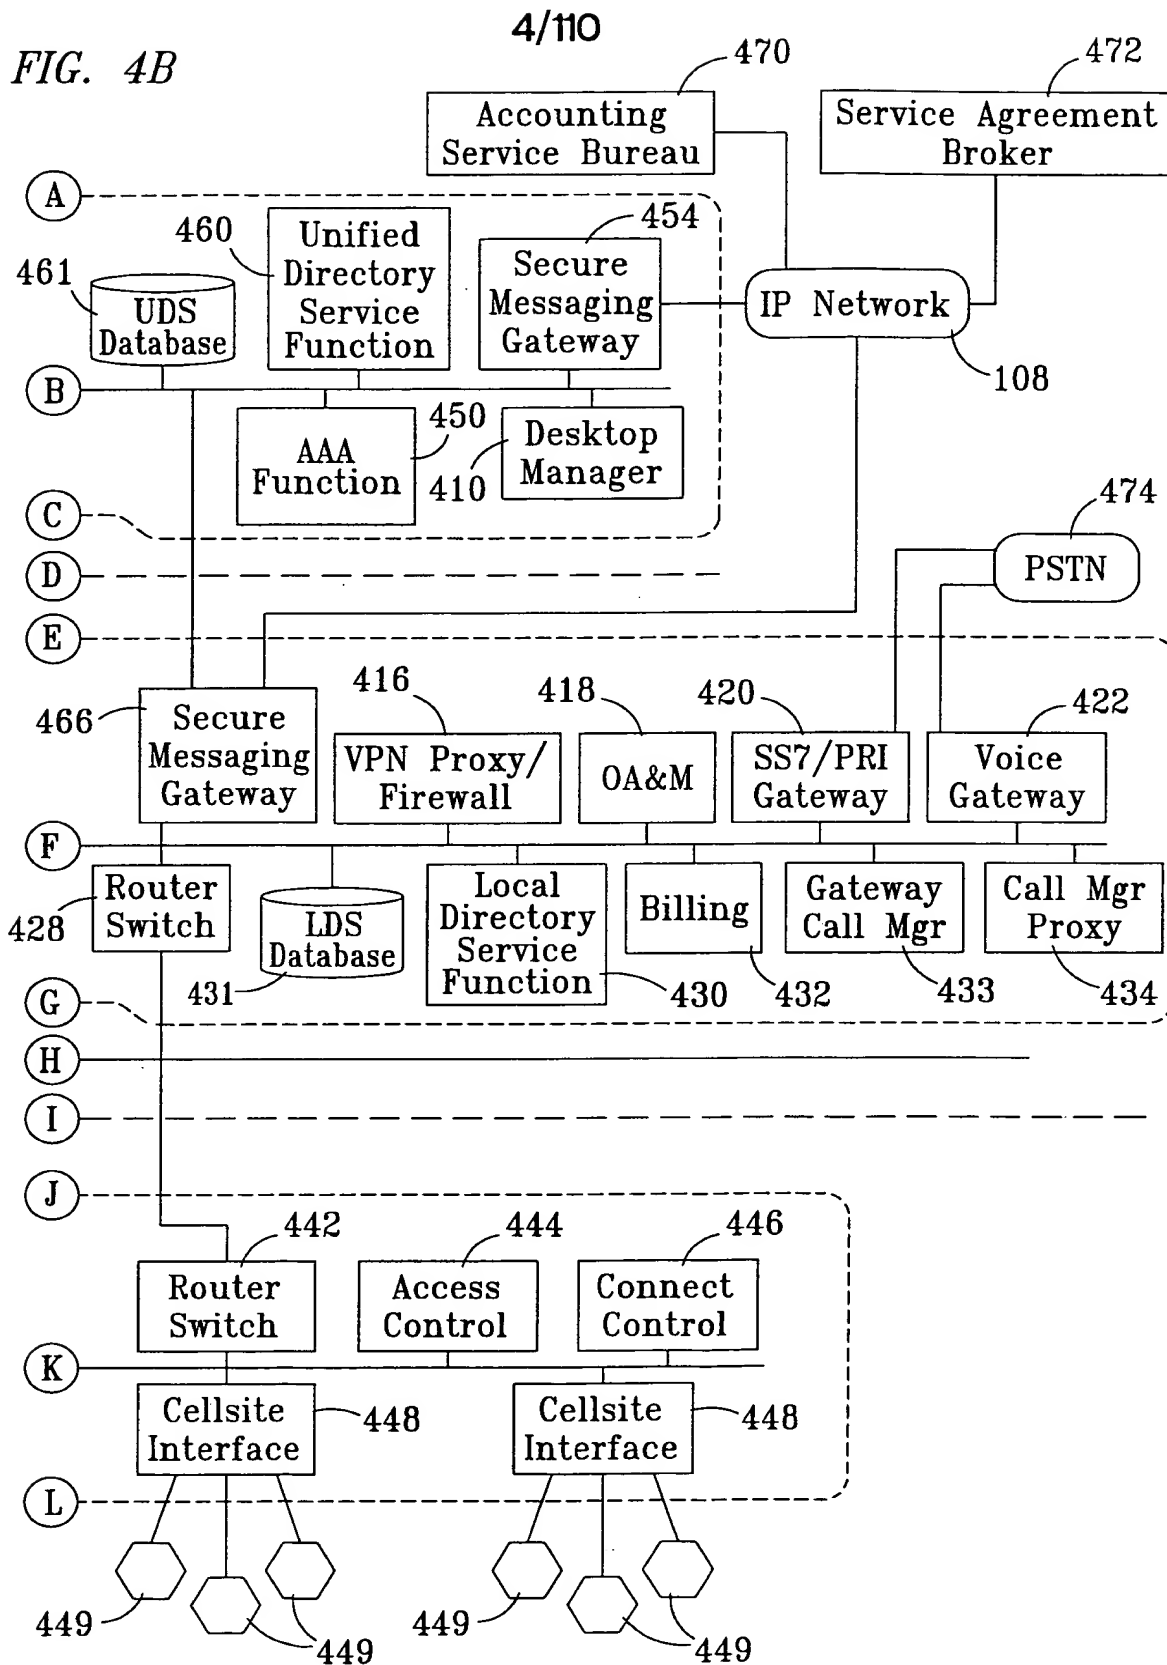 4/110
FIG. 4B
470
472
Accounting
Service Bureau
Service Agreement
Broker
A
460
Unified
Directory
Service
Function
454
Secure
Messaging
Gateway
461
UDS
Database
IP Network
108
B
AAA
Function
450
410
Desktop
Manager
C
474
PSTN
D
E
466
Secure
Messaging
Gateway
416
VPN Proxy/
Firewall
418
OA&M
420
SS7/PRI
Gateway
422
Voice
Gateway
F
428
Router
Switch
LDS
Database
431
Local
Directory
Service
Function
430
Billing
432
Gateway
Call Mgr
433
Call Mgr
Proxy
434
G
H
I
J
442
444
446
Router
Switch
Access
Control
Connect
Control
K
Cellsite
Interface
448
Cellsite
Interface
448
L
449
449
449
449
449
449